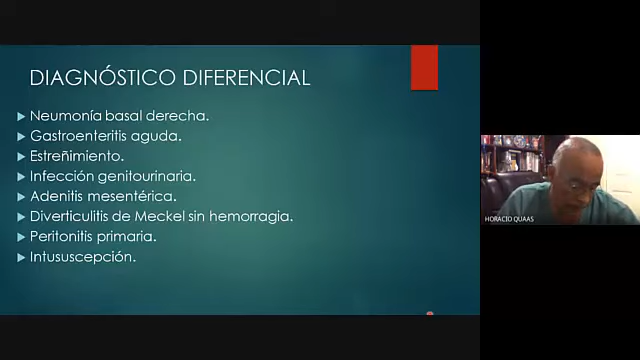 DIAGNÓSTICO DIFERENCIAL
Neumonía basal derecha.
Gastroenteritis aguda.
Estreñimiento.
Infección genitourinaria.
Adenitis mesentérica.
Diverticulitis de Meckel sin hemorragia.
Peritonitis primaria.
Intususcepción.
HORACIO QUAAS